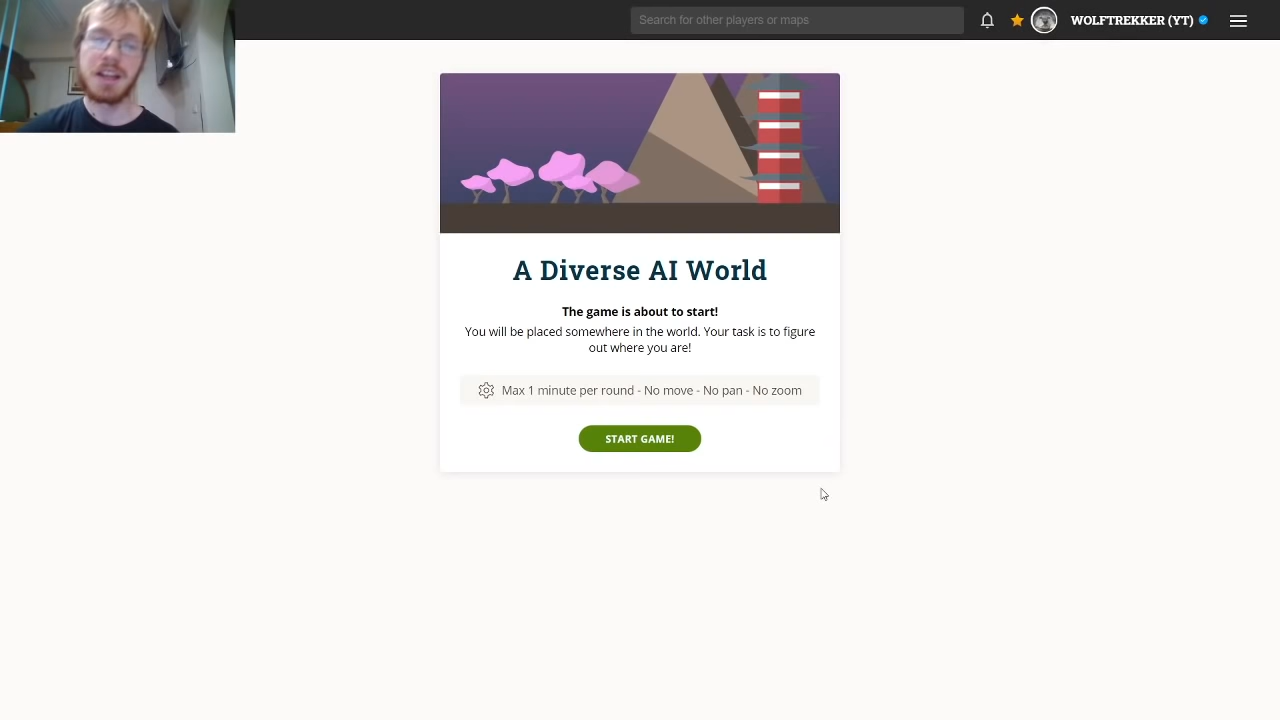 Search for other players or maps
WOLFTREKKER (YT)
A Diverse AI World
The game is about to start!
You will be placed somewhere in the world. Your task is to figure
out where you are!
Max 1 minute per round - No move - No pan - No zoom
START GAME!